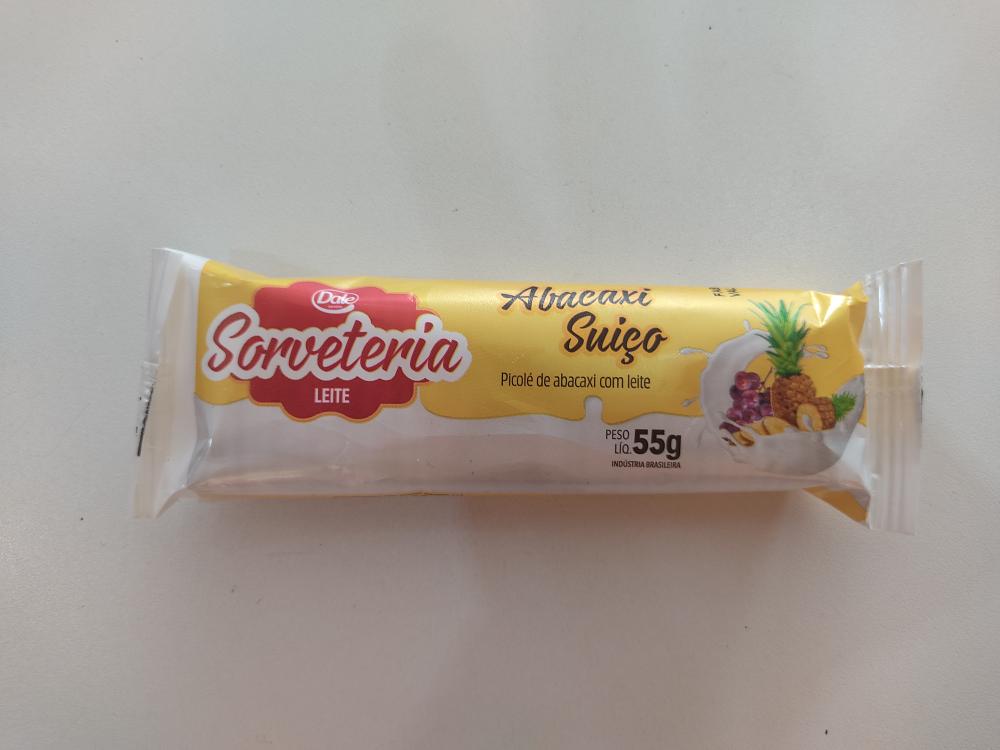 Dale
Sorveteria
LEITE
Abacaxi
Suiço
Picolé de abacaxi com leite
PESO
LÍQ. 55g
INDÚSTRIA BRASILEIRA